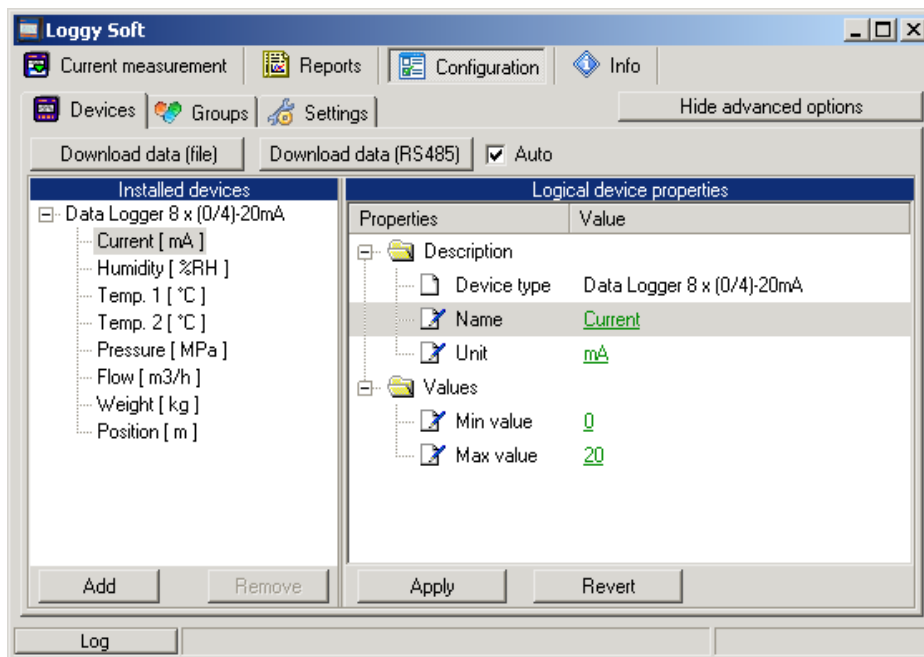 Loggy Soft
Current measurement Reports Configuration Info
Devices Groups Settings Hide advanced options
Download data (file) Download data (RS485) Auto
Installed devices
Data Logger 8 x (0/4)-20mA
Current [ mA ]
Humidity [ %RH ]
Temp. 1 [ °C ]
Temp. 2 [ °C ]
Pressure [ MPa ]
Flow [ m3/h ]
Weight [ kg ]
Position [ m ]
Add Remove
Logical device properties
Properties Value
Description
Device type Data Logger 8 x (0/4)-20mA
Name Current
Unit mA
Values
Min value 0
Max value 20
Apply Revert
Log